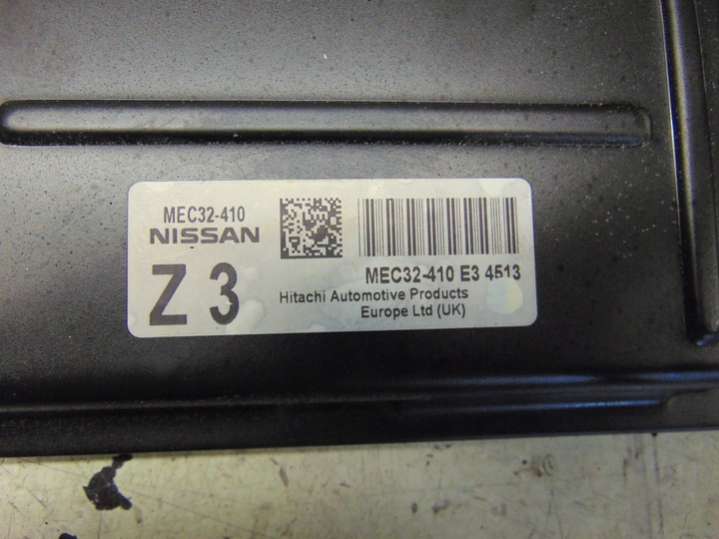 MEC32-410
NISSAN
Z 3
MEC32-410 E3 4513
Hitachi Automotive Products
Europe Ltd (UK)